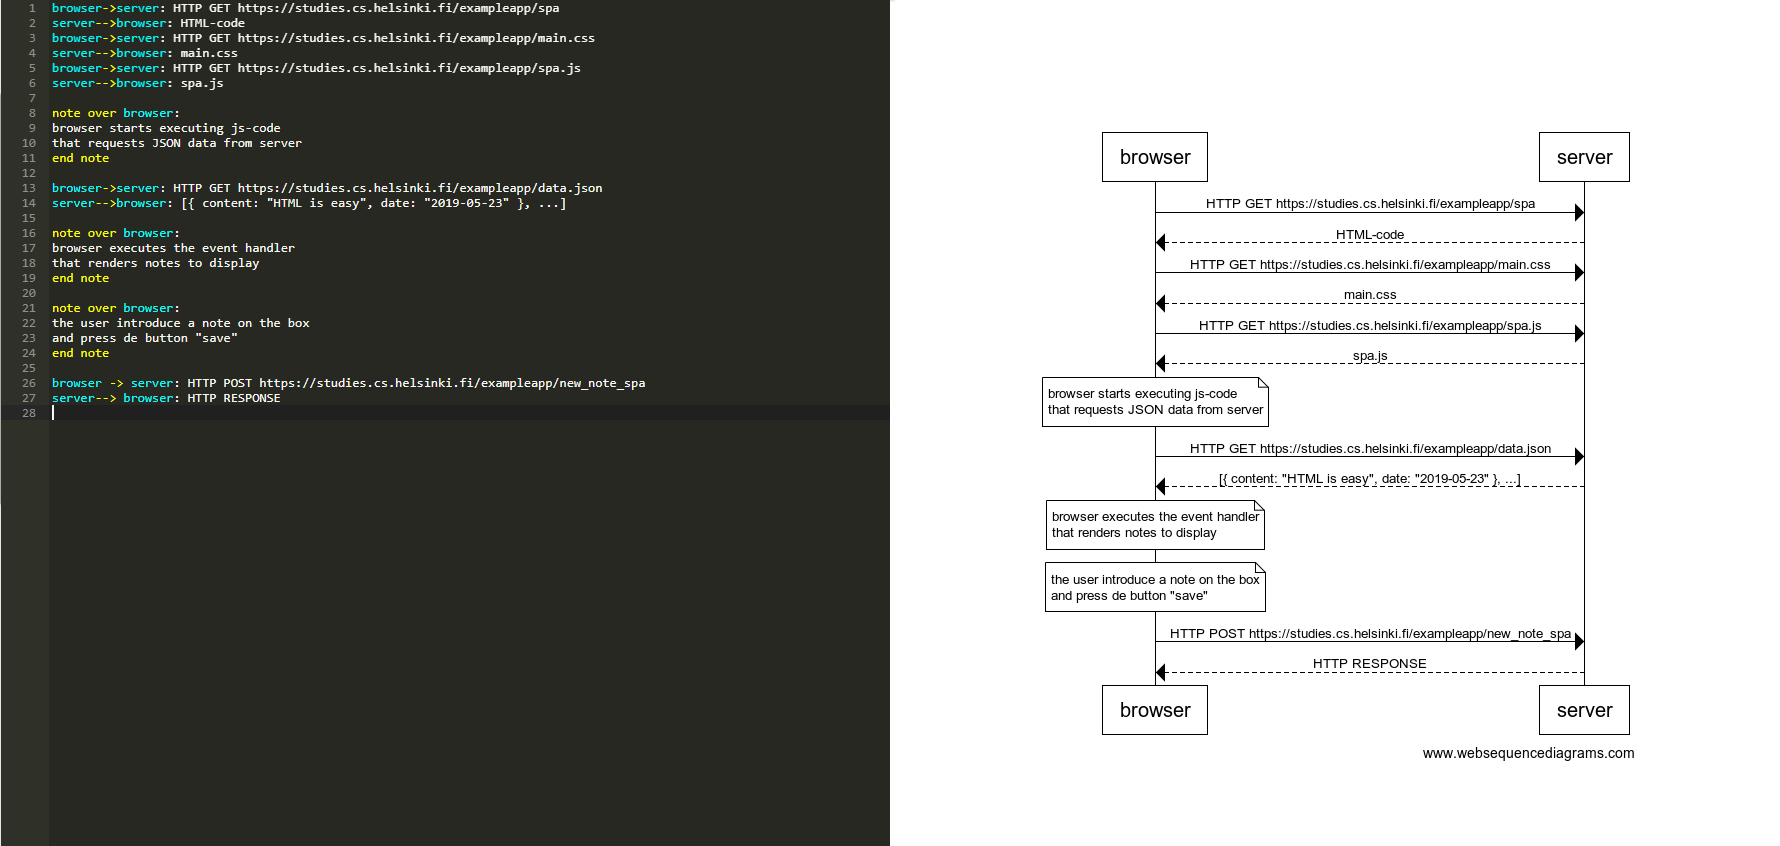 1 browser->server: HTTP GET https://studies.cs.helsinki.fi/exampleapp/spa
2 server-->browser: HTML-code
3 browser->server: HTTP GET https://studies.cs.helsinki.fi/exampleapp/main.css
4 server-->browser: main.css
5 browser->server: HTTP GET https://studies.cs.helsinki.fi/exampleapp/spa.js
6 server-->browser: spa.js
7
8 note over browser:
9 browser starts executing js-code
10 that requests JSON data from server
11 end note
12
13 browser->server: HTTP GET https://studies.cs.helsinki.fi/exampleapp/data.json
14 server-->browser: [{ content: "HTML is easy", date: "2019-05-23" }, ...]
15
16 note over browser:
17 browser executes the event handler
18 that renders notes to display
19 end note
20
21 note over browser:
22 the user introduce a note on the box
23 and press de button "save"
24 end note
25
26 browser -> server: HTTP POST https://studies.cs.helsinki.fi/exampleapp/new_note_spa
27 server--> browser: HTTP RESPONSE
28
browser
server
HTTP GET https://studies.cs.helsinki.fi/exampleapp/spa
HTML-code
HTTP GET https://studies.cs.helsinki.fi/exampleapp/main.css
main.css
HTTP GET https://studies.cs.helsinki.fi/exampleapp/spa.js
spa.js
browser starts executing js-code
that requests JSON data from server
HTTP GET https://studies.cs.helsinki.fi/exampleapp/data.json
[{ content: "HTML is easy", date: "2019-05-23" }, ...]
browser executes the event handler
that renders notes to display
the user introduce a note on the box
and press de button "save"
HTTP POST https://studies.cs.helsinki.fi/exampleapp/new_note_spa
HTTP RESPONSE
browser
server
www.websequencediagrams.com